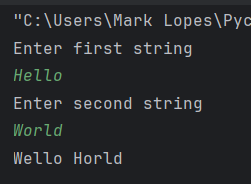 "C:\Users\Mark Lopes\Pyc
Enter first string
Hello
Enter second string
World
Wello Horld